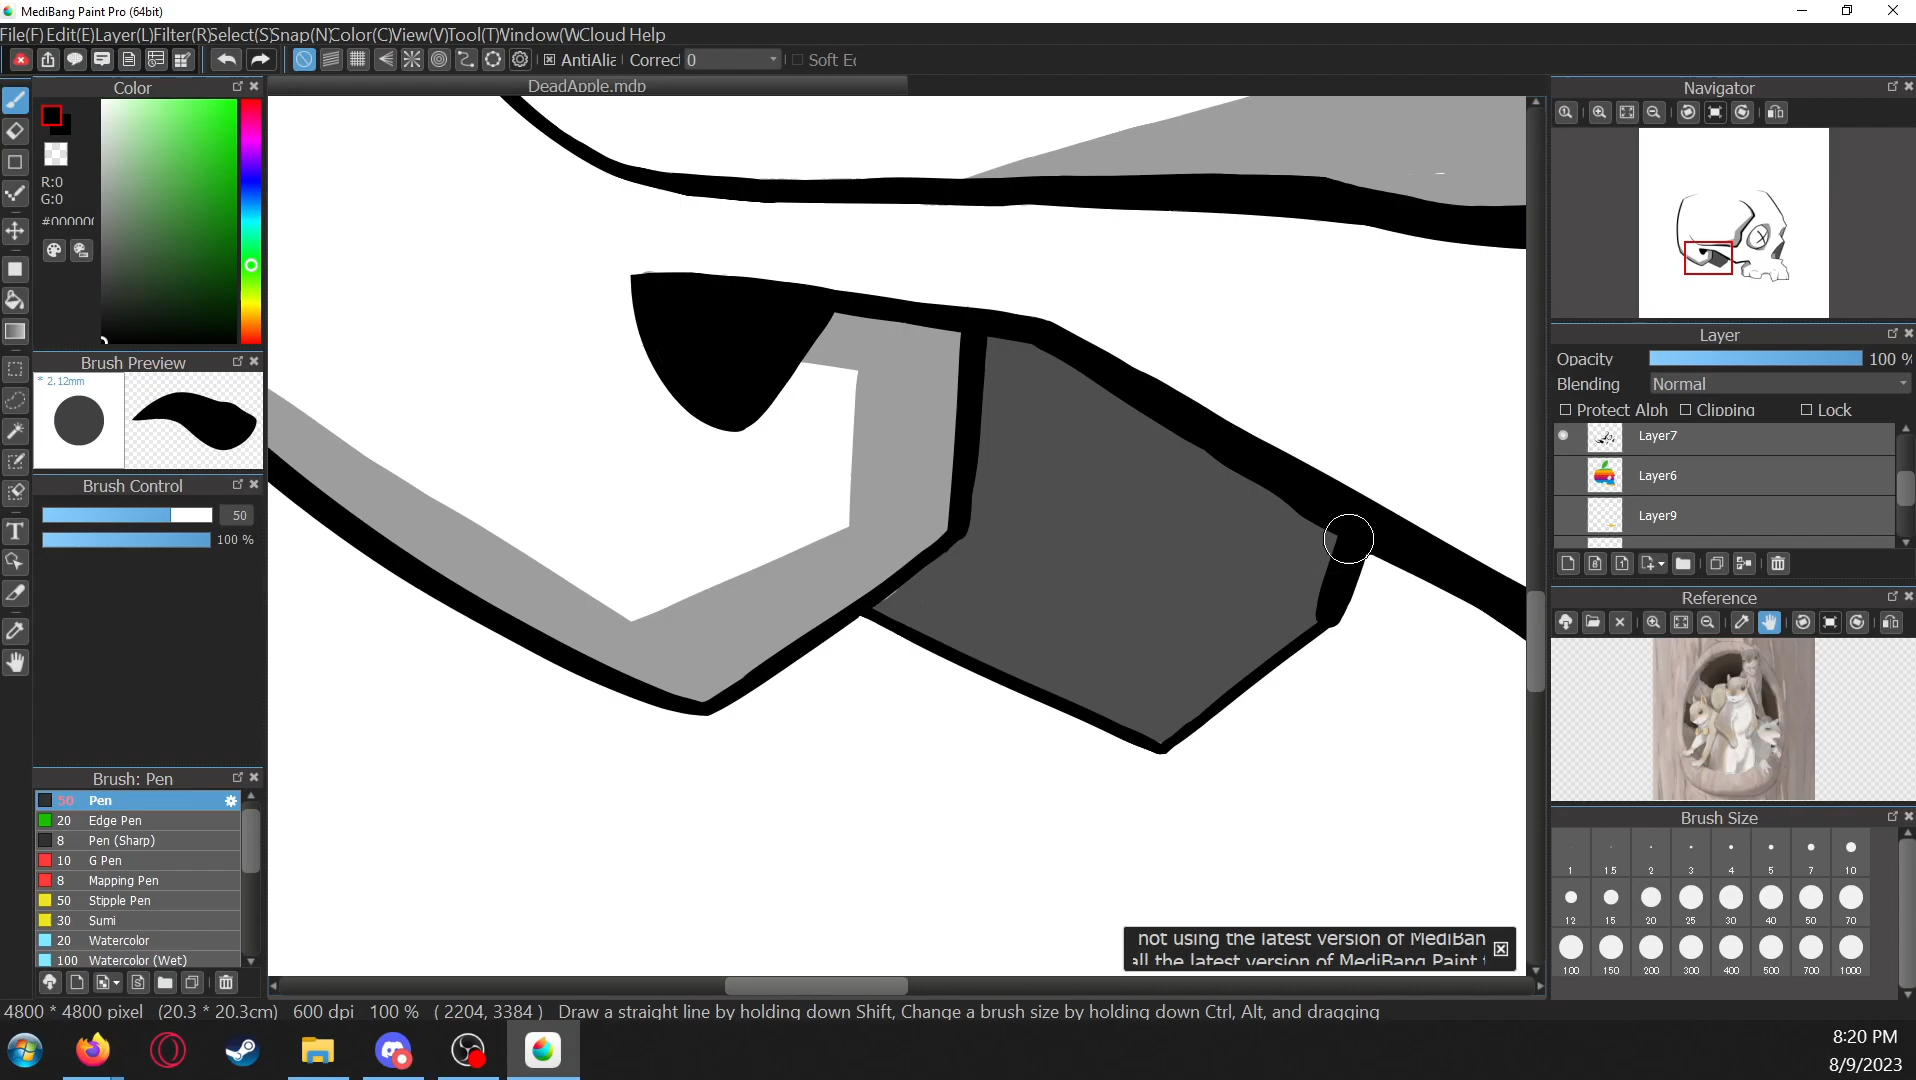 MediBang Paint Pro (64bit)
File(F) Edit(E) Layer(L) Filter(R) Select(S) Snap(N) Color(C) View(V) Tool(T) Window(W Cloud Help
AntiAlia Correct 0 Soft Ec
DeadApple.mdp
Color
R:0
G:0
#000000
Brush Preview
* 2.12mm
Brush Control
50
100 %
Brush: Pen
50 Pen
20 Edge Pen
8 Pen (Sharp)
10 G Pen
8 Mapping Pen
50 Stipple Pen
30 Sumi
20 Watercolor
100 Watercolor (Wet)
Navigator
Layer
Opacity 100 %
Blending Normal
Protect Alph Clipping Lock
Layer7
Layer6
Layer9
Reference
Brush Size
1 1.5 2 3 4 5 7 10
12 15 20 25 30 40 50 70
100 150 200 300 400 500 700 1000
not using the latest version of MediBan
all the latest version of MediBang Paint
4800 * 4800 pixel (20.3 * 20.3cm) 600 dpi 100 % ( 2204, 3384 ) Draw a straight line by holding down Shift, Change a brush size by holding down Ctrl, Alt, and dragging
8:20 PM
8/9/2023